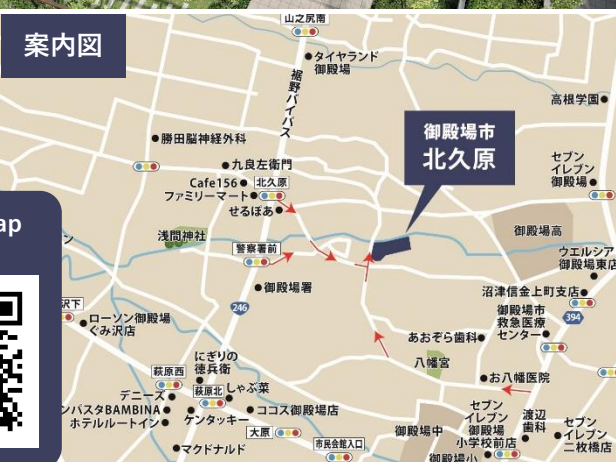 案内図
山之尻南
タイヤランド
御殿場
裾野バイパス
高根学園
勝田脳神経外科
御殿場市
北久原
九良左衛門
セブン
イレブン
御殿場
Cafe156
北久原
ファミリーマート
せるぽあ
ap
浅間神社
警察署前
御殿場高
ウエルシア
御殿場東店
御殿場署
沼津信金上町支店
沢下
ローソン御殿場
ぐみ沢店
246
御殿場市
救急医療
センター
394
あおぞら歯科
八幡宮
にぎりの
徳兵衛
萩原西
萩原北
しゃぶ菜
お八幡医院
デニーズ
ンパスタBAMBINA
ホテルルートイン
ケンタッキー
ココス御殿場店
マクドナルド
大原
市民会館入口
御殿場中
御殿場小
セブン
イレブン
御殿場
小学校前店
渡辺
歯科
セブン
イレブン
二枚橋店